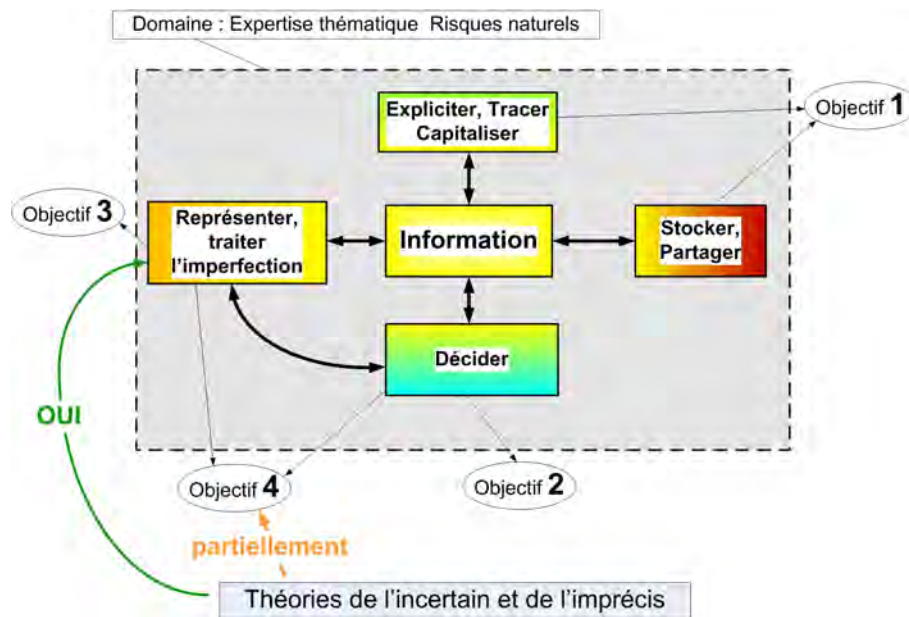 Domaine : Expertise thématique Risques naturels
Expliciter, Tracer
Capitaliser
Objectif 1
Objectif 3
Représenter,
traiter
l'imperfection
Information
Stocker,
Partager
Décider
OUI
Objectif 4
Objectif 2
partiellement
Théories de l'incertain et de l'imprécis